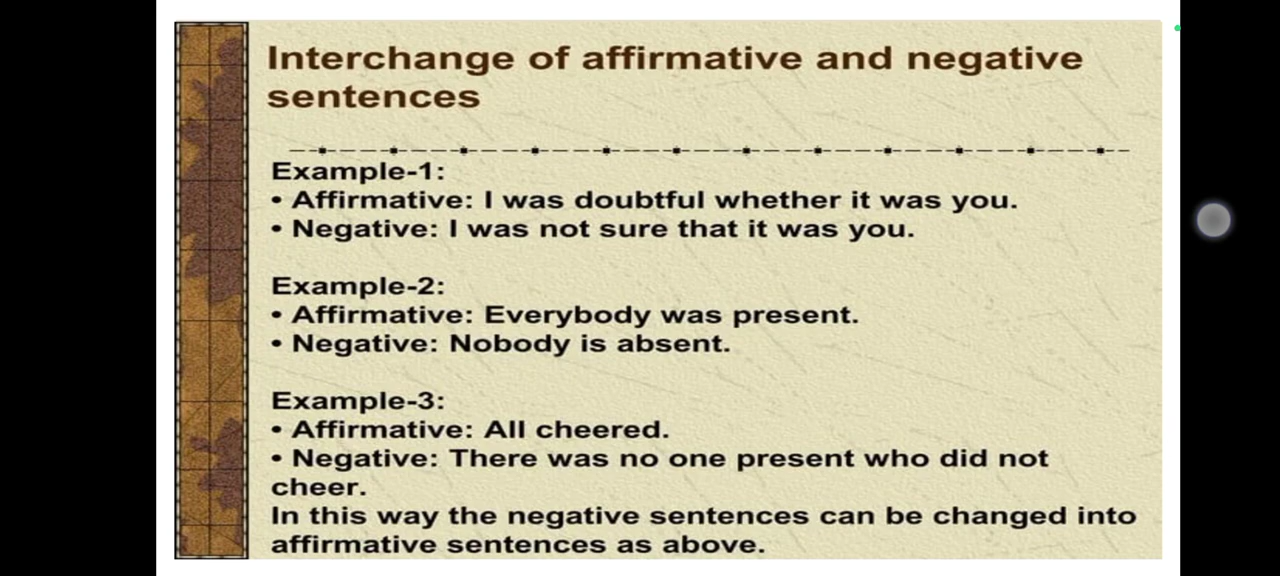 Interchange of affirmative and negative
sentences
Example-1:
• Affirmative: I was doubtful whether it was you.
• Negative: I was not sure that it was you.
Example-2:
• Affirmative: Everybody was present.
• Negative: Nobody is absent.
Example-3:
• Affirmative: All cheered.
• Negative: There was no one present who did not
cheer.
In this way the negative sentences can be changed into
affirmative sentences as above.